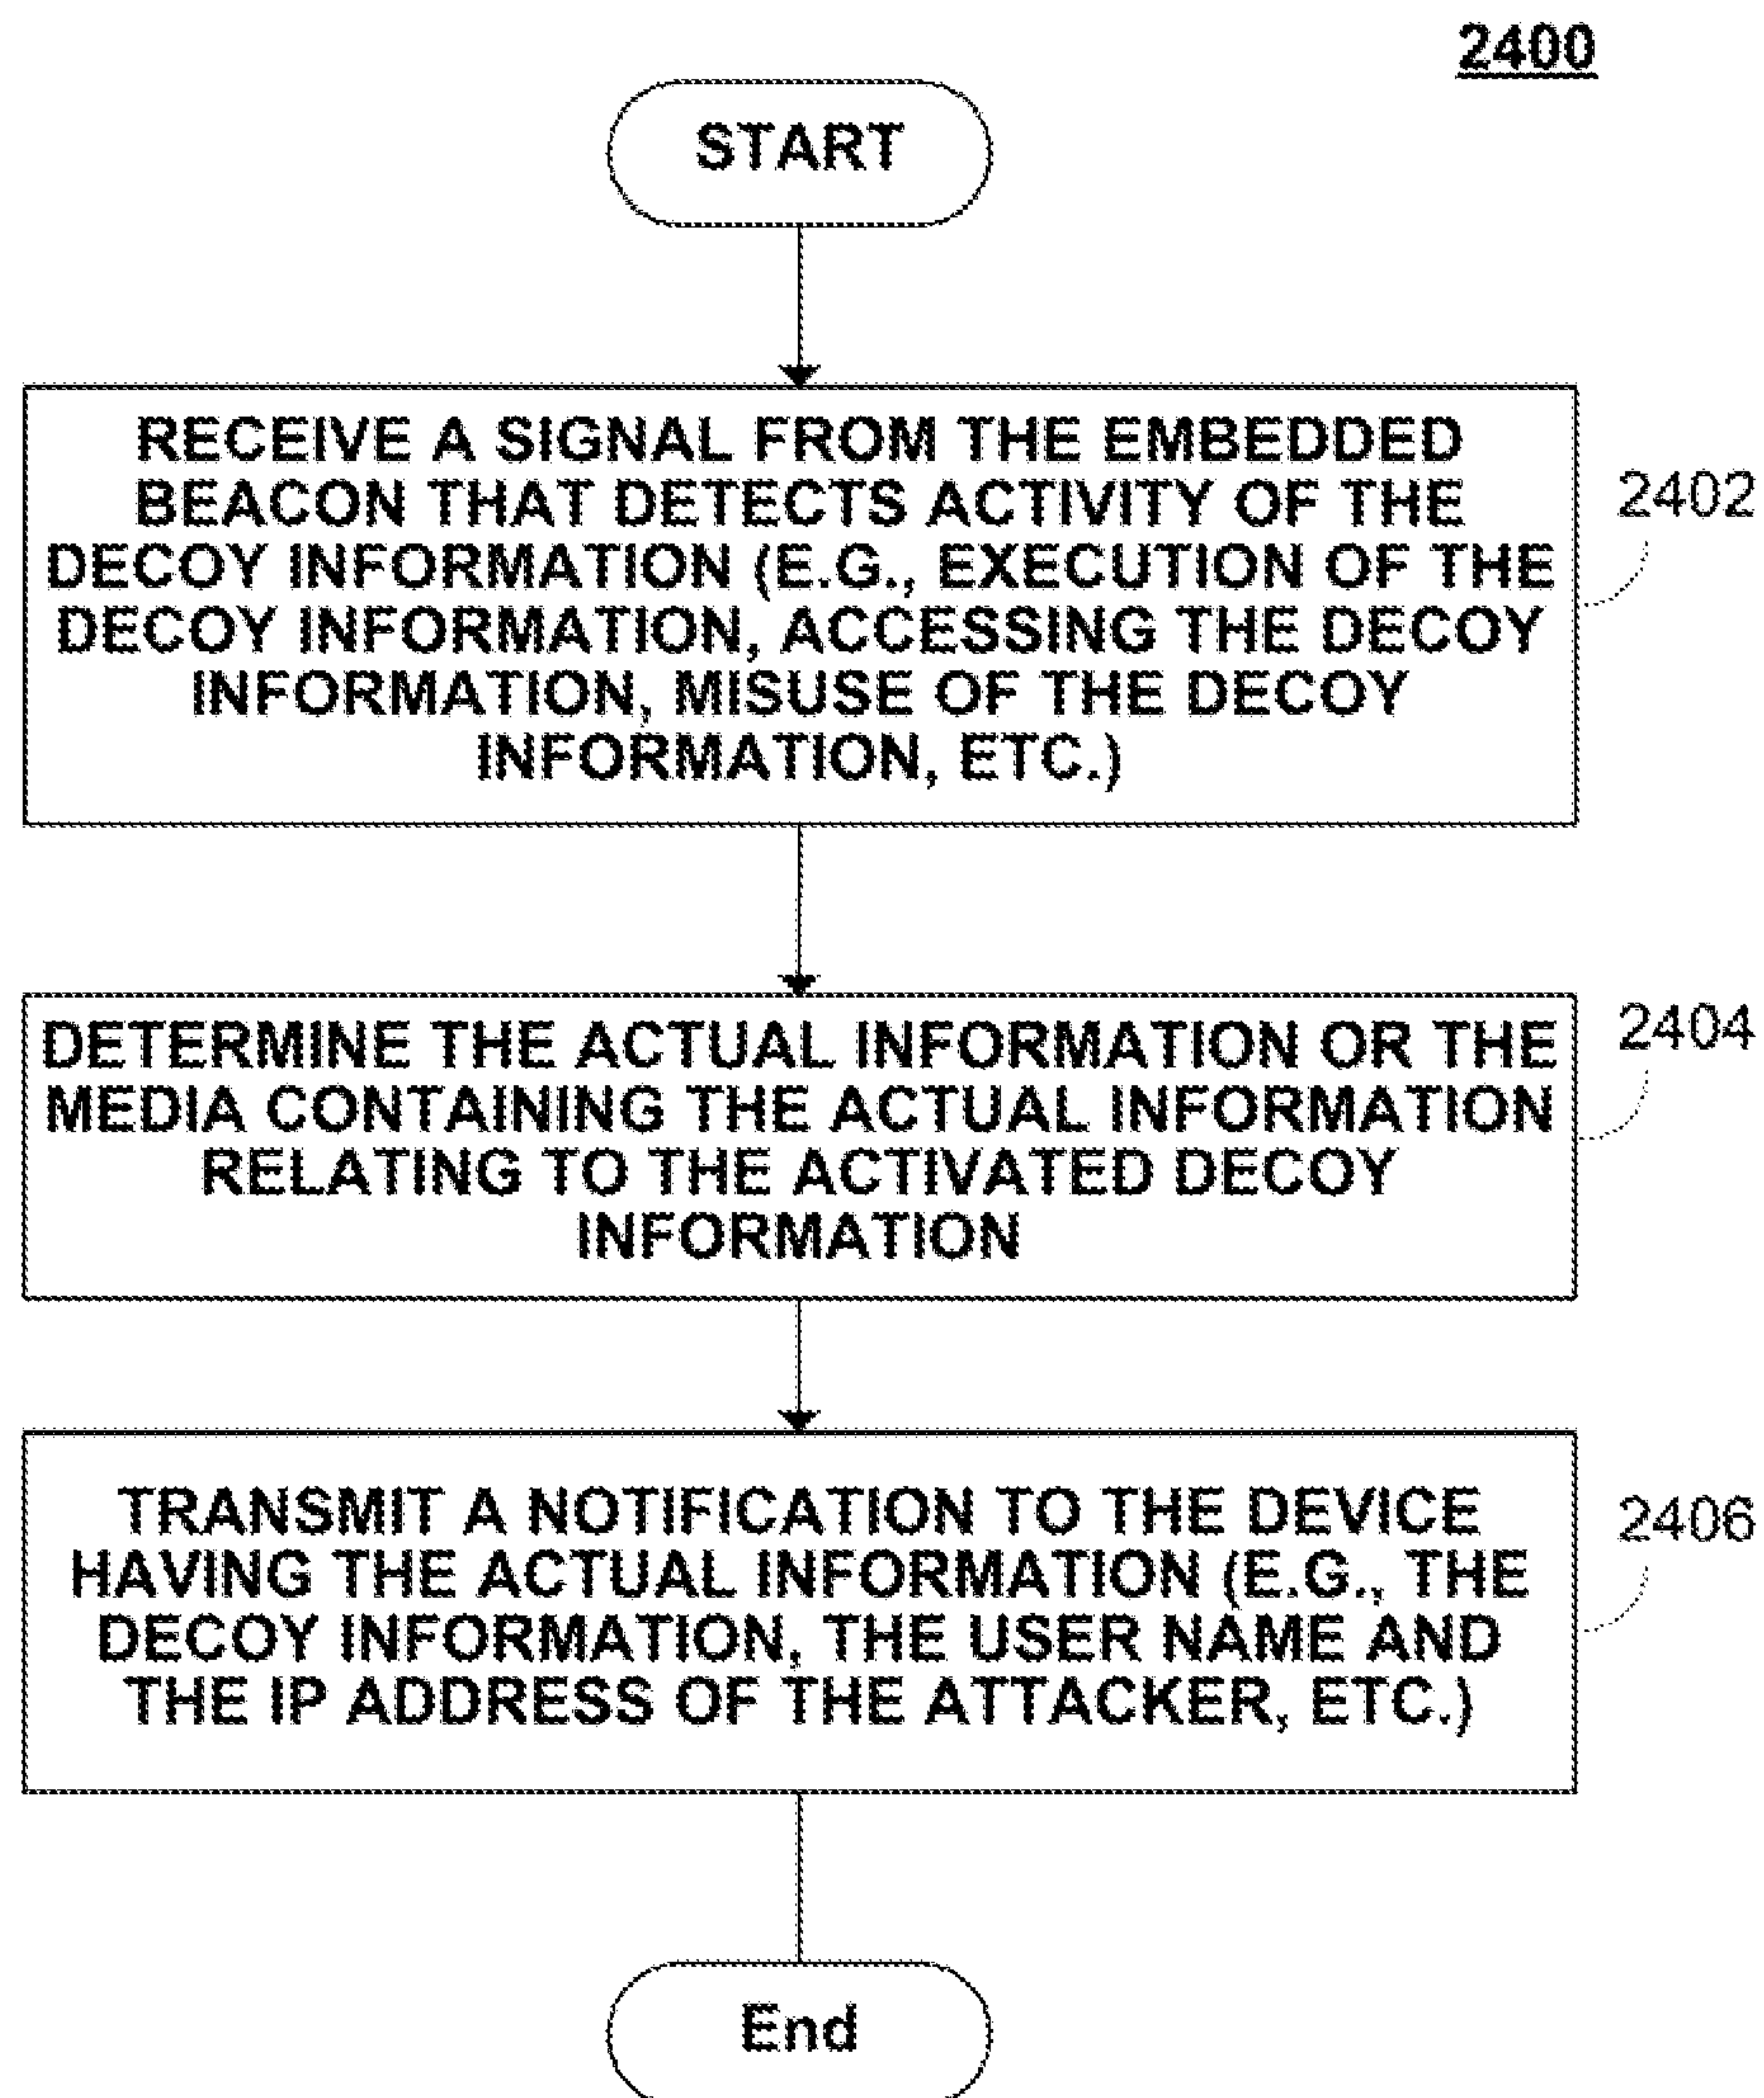 2400
START
RECEIVE A SIGNAL FROM THE EMBEDDED
BEACON THAT DETECTS ACTIVITY OF THE
DECOY INFORMATION (E.G., EXECUTION OF THE
DECOY INFORMATION, ACCESSING THE DECOY
INFORMATION, MISUSE OF THE DECOY
INFORMATION, ETC.)
2402
DETERMINE THE ACTUAL INFORMATION OR THE
MEDIA CONTAINING THE ACTUAL INFORMATION
RELATING TO THE ACTIVATED DECOY
INFORMATION
2404
TRANSMIT A NOTIFICATION TO THE DEVICE
HAVING THE ACTUAL INFORMATION (E.G., THE
DECOY INFORMATION, THE USER NAME AND
THE IP ADDRESS OF THE ATTACKER, ETC.)
2406
End